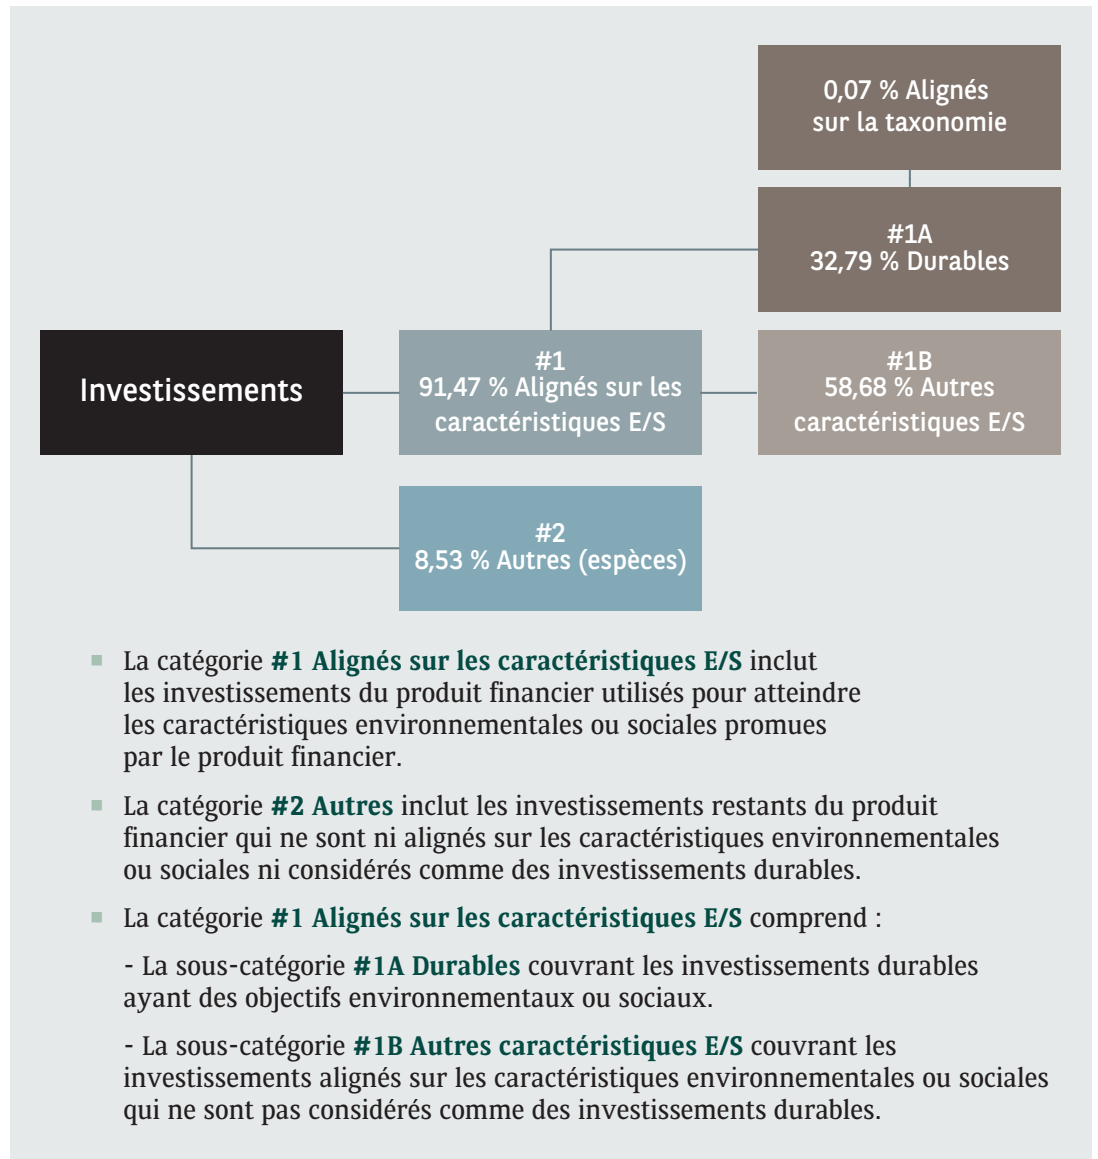 0,07 % Alignés
sur la taxonomie
#1A
32,79 % Durables
Investissements
#1
91,47 % Alignés sur les
caractéristiques E/S
#1B
58,68 % Autres
caractéristiques E/S
#2
8,53 % Autres (espèces)
La catégorie #1 Alignés sur les caractéristiques E/S inclut
les investissements du produit financier utilisés pour atteindre
les caractéristiques environnementales ou sociales promues
par le produit financier.
La catégorie #2 Autres inclut les investissements restants du produit
financier qui ne sont ni alignés sur les caractéristiques environnementales
ou sociales ni considérés comme des investissements durables.
La catégorie #1 Alignés sur les caractéristiques E/S comprend :
- La sous-catégorie #1A Durables couvrant les investissements durables
ayant des objectifs environnementaux ou sociaux.
- La sous-catégorie #1B Autres caractéristiques E/S couvrant les
investissements alignés sur les caractéristiques environnementales ou sociales
qui ne sont pas considérés comme des investissements durables.